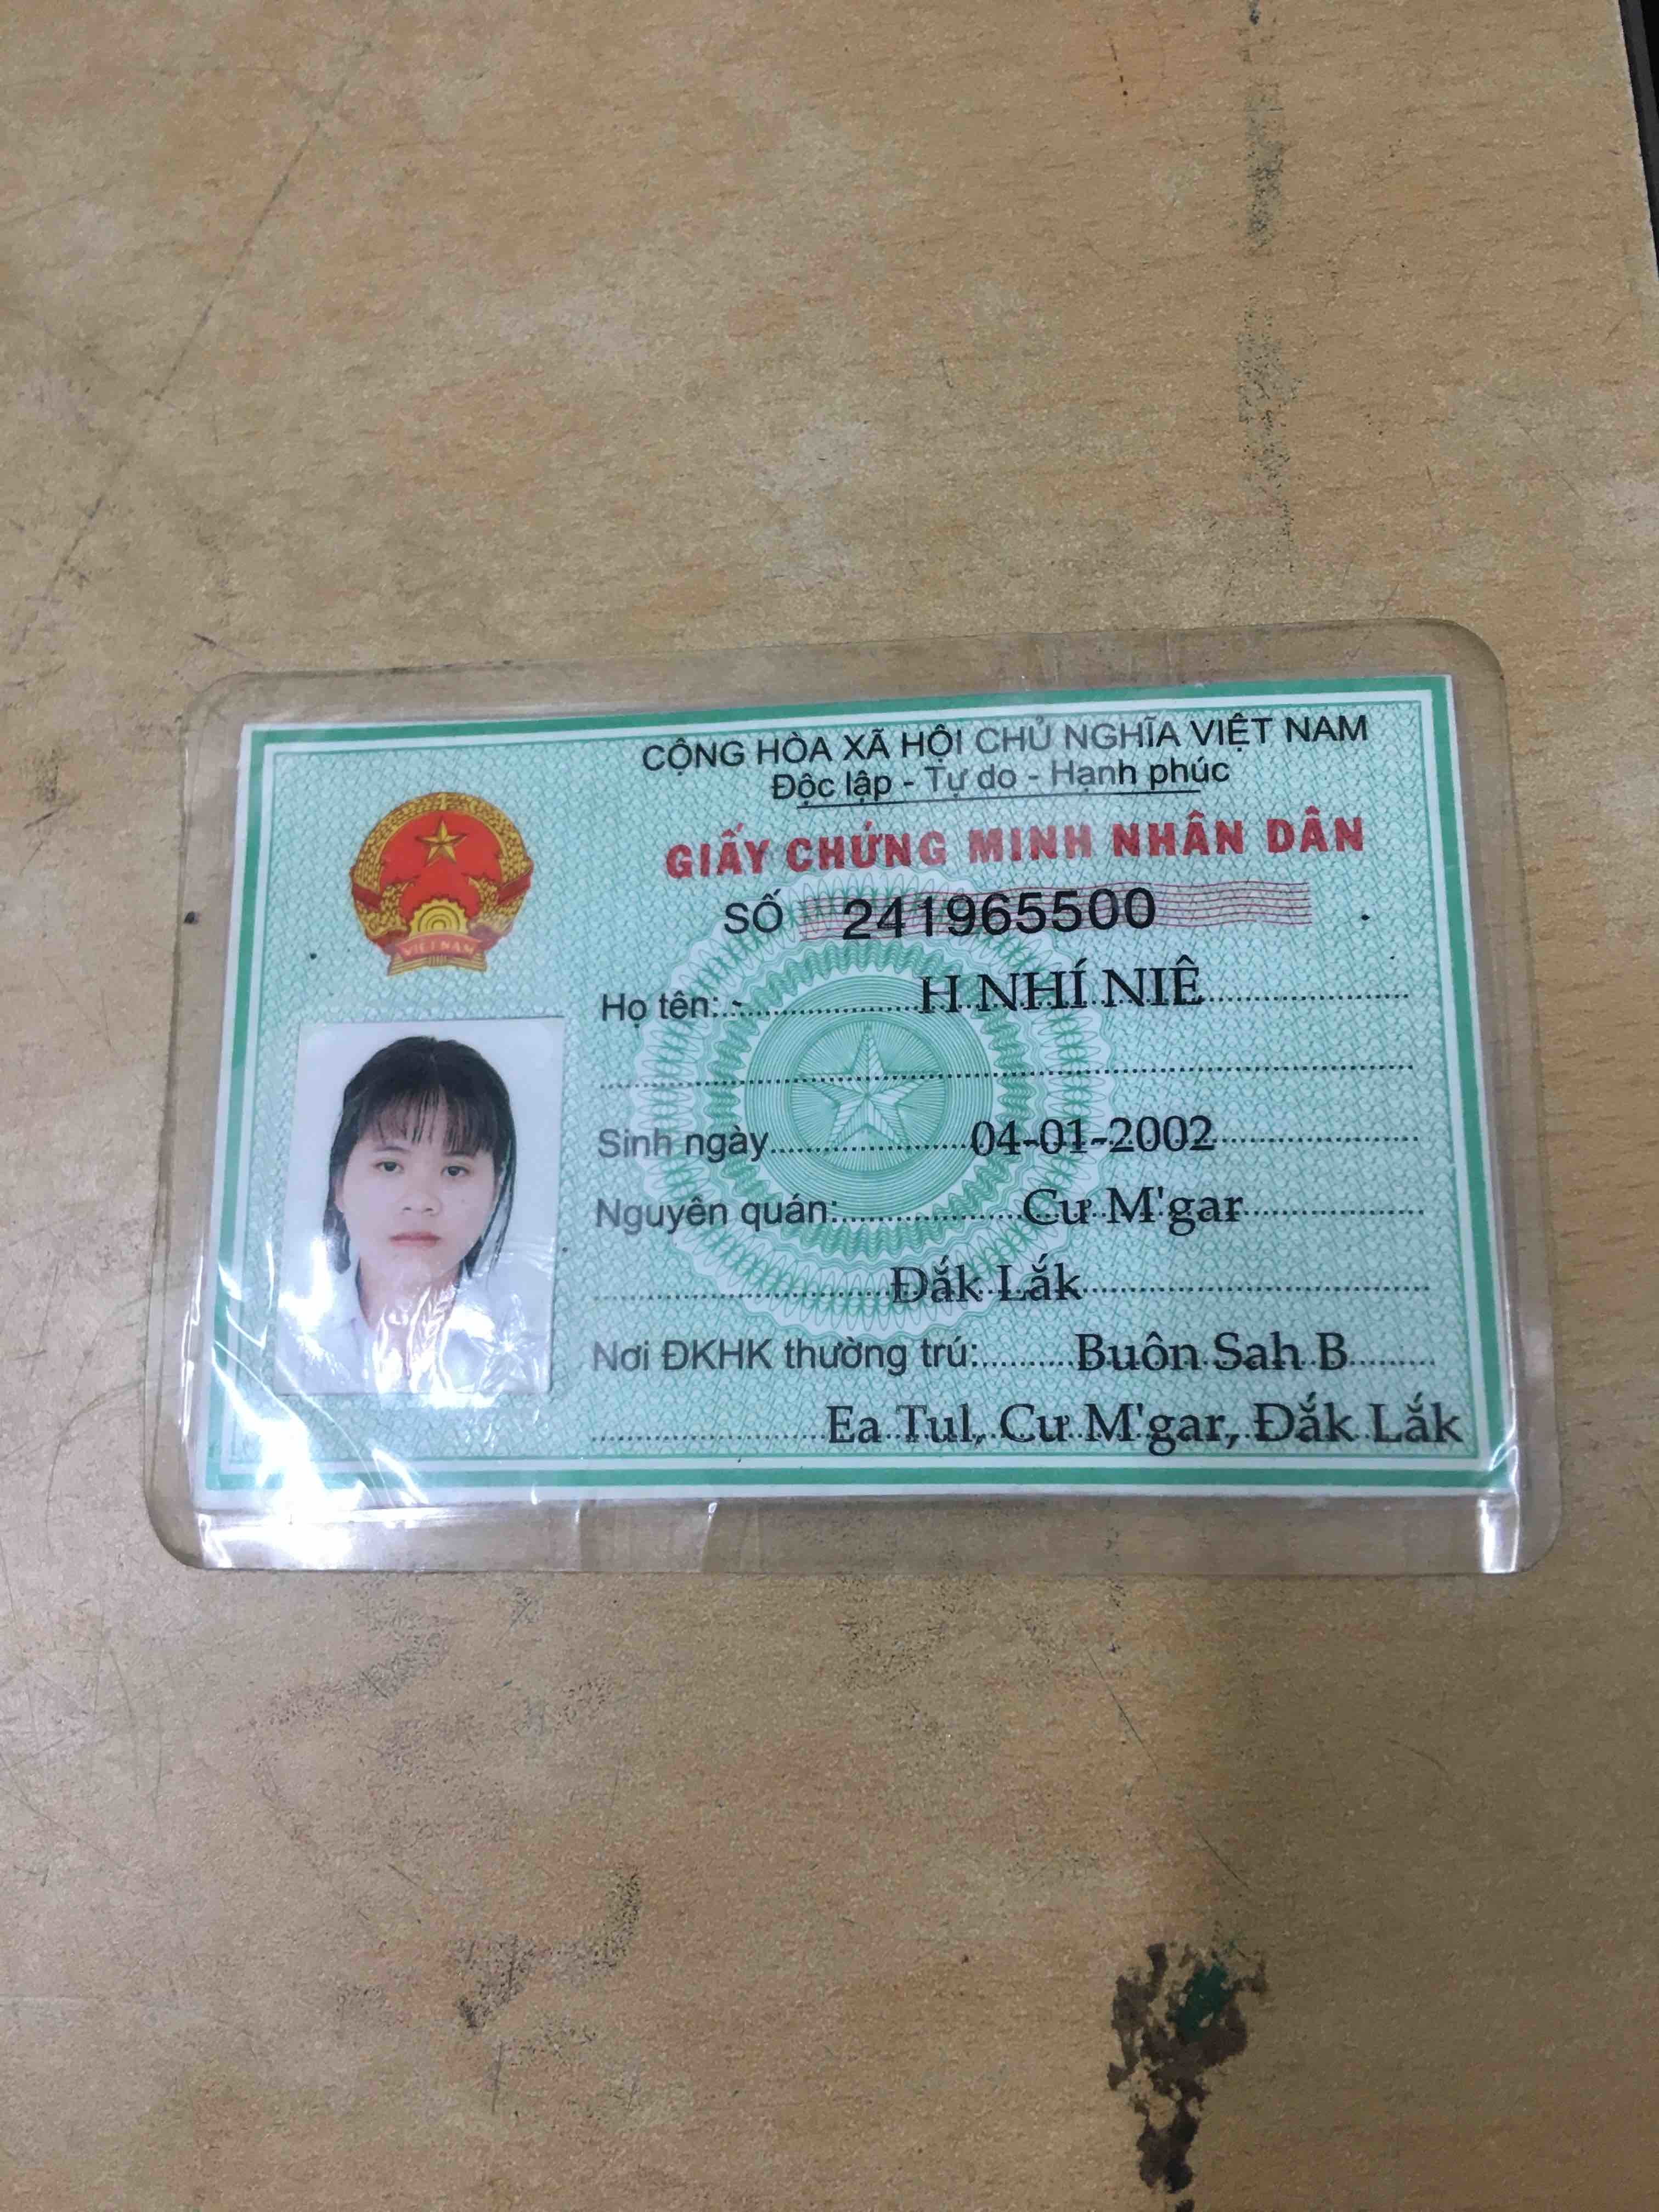 CỘNG HÒA XÃ HỘI CHỦ NGHĨA VIỆT NAM
Độc lập - Tự do - Hạnh phúc
GIẤY CHỨNG MINH NHÂN DÂN
SỐ 241965500
VIỆT NAM
Họ tên: H NHÍ NIÊ
Sinh ngày 04-01-2002
Nguyên quán: Cư M'gar
Đắk Lắk
Nơi ĐKHK thường trú: Buôn Sah B
Ea Tul, Cư M'gar, Đắk Lắk